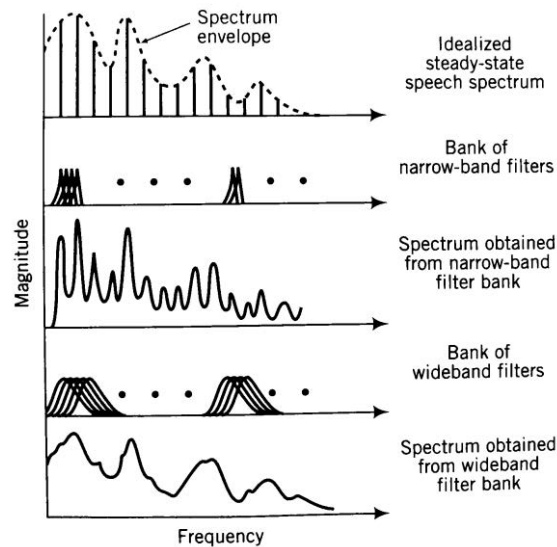 Spectrum
envelope
Idealized
steady-state
speech spectrum
Bank of
narrow-band filters
Spectrum obtained
from narrow-band
filter bank
Magnitude
Bank of
wideband filters
Spectrum obtained
from wideband
filter bank
Frequency